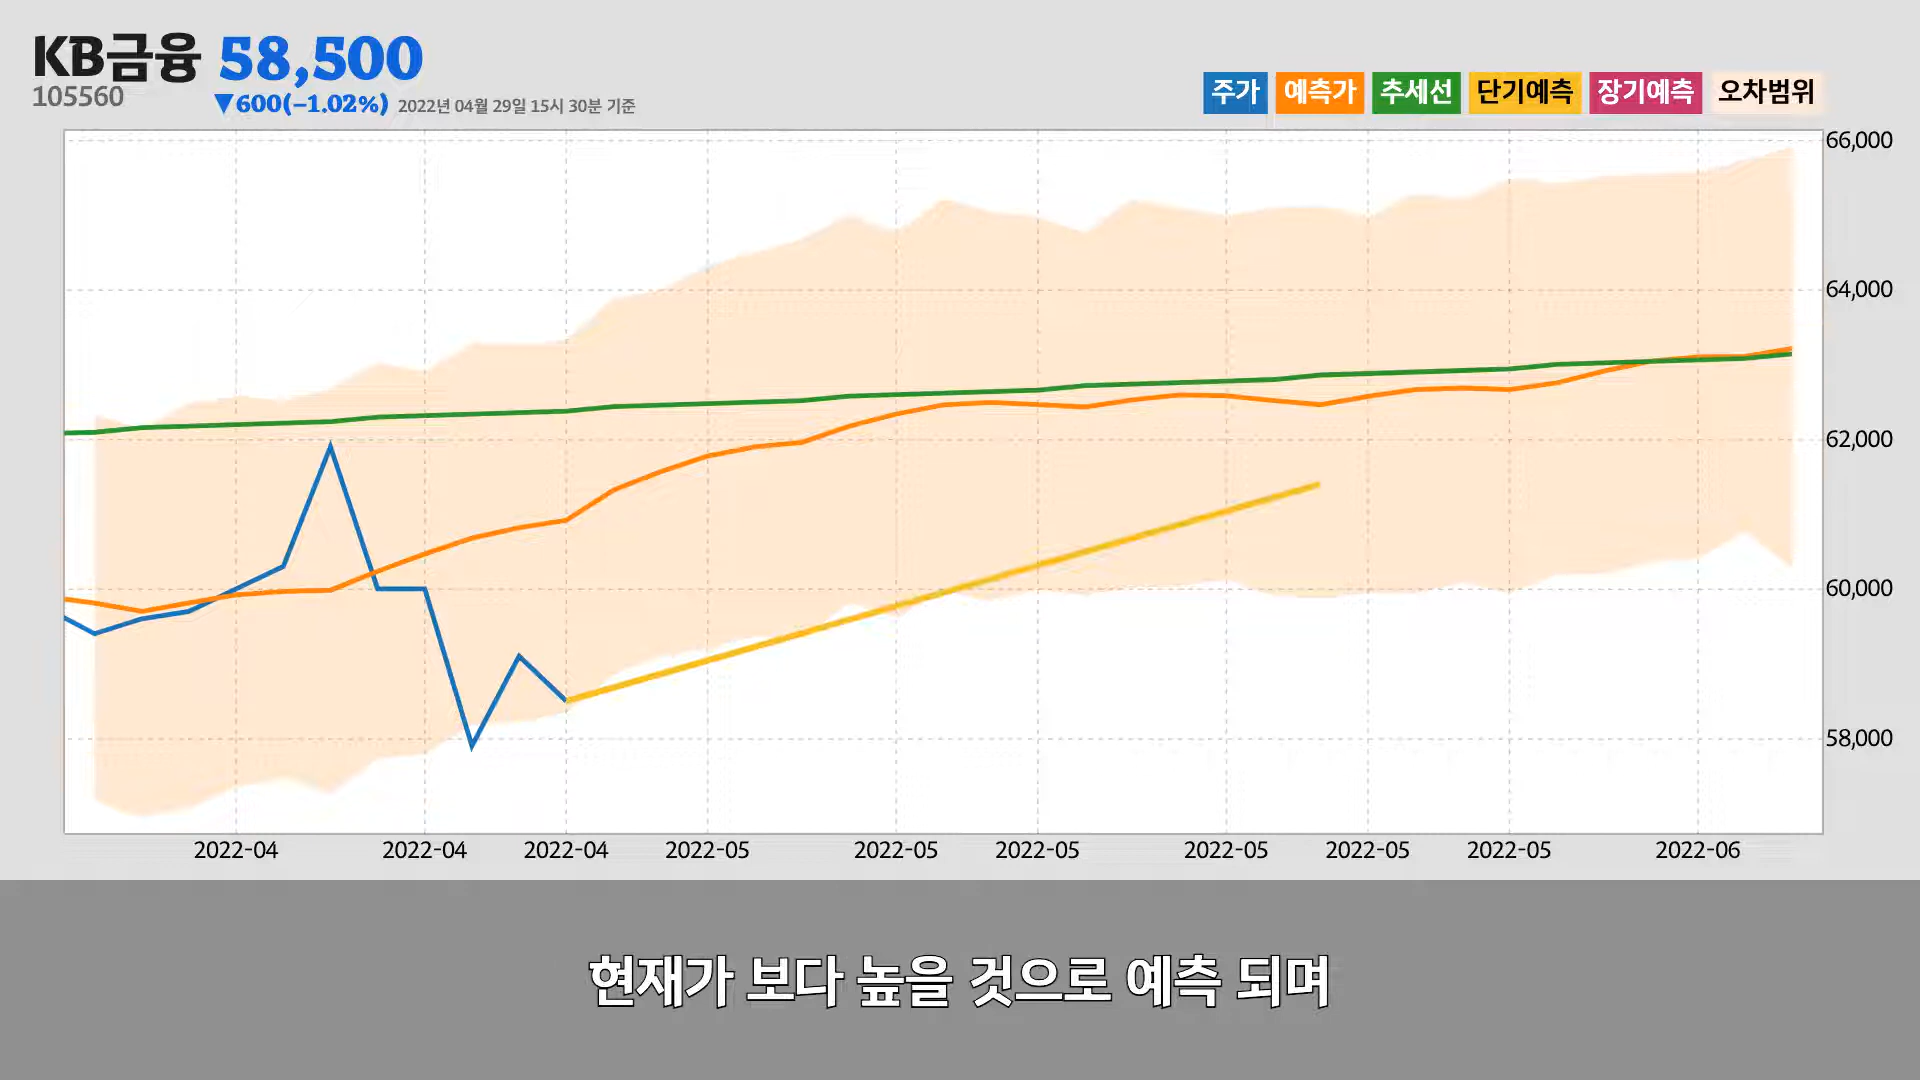 KB금융 58,500
105560
▼600(-1.02%) 2022년 04월 29일 15시 30분 기준
주가 예측가 추세선 단기예측 장기예측 오차범위
66,000
64,000
62,000
60,000
58,000
2022-04 2022-04 2022-04 2022-05 2022-05 2022-05 2022-05 2022-05 2022-05 2022-06
현재가 보다 높을 것으로 예측 되며